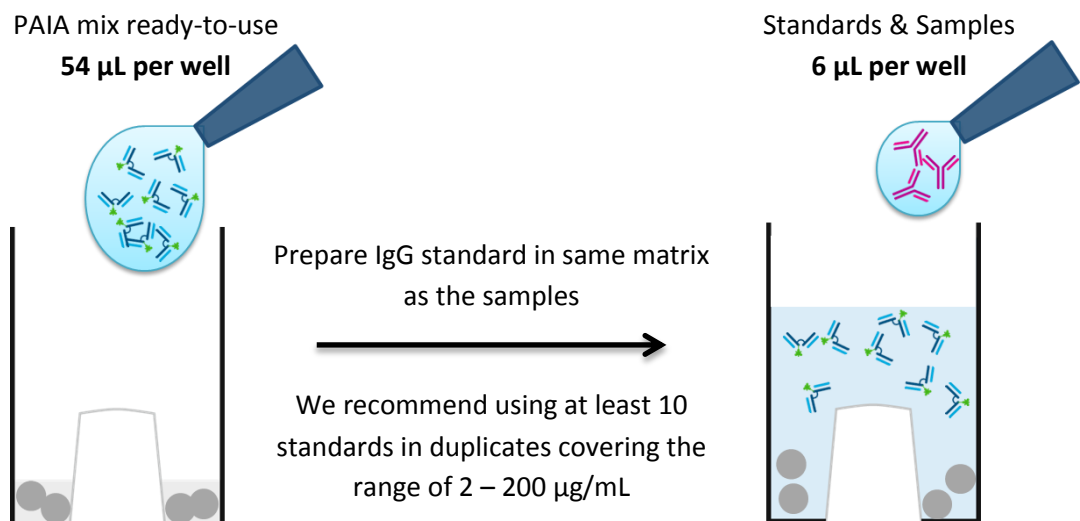 PAIA mix ready-to-use
54 µL per well
Standards & Samples
6 µL per well
Prepare IgG standard in same matrix
as the samples
We recommend using at least 10
standards in duplicates covering the
range of 2 – 200 µg/mL